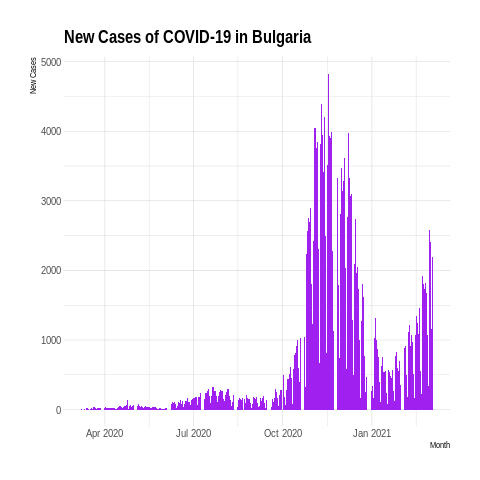 New Cases of COVID-19 in Bulgaria
New Cases
5000
4000
3000
2000
1000
0
Apr 2020
Jul 2020
Oct 2020
Jan 2021
Month